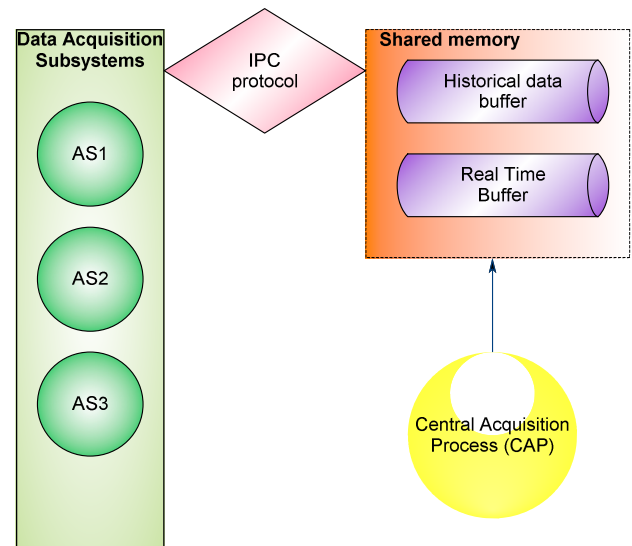 Data Acquisition
Subsystems
AS1
AS2
AS3
IPC
protocol
Shared memory
Historical data
buffer
Real Time
Buffer
Central Acquisition
Process (CAP)